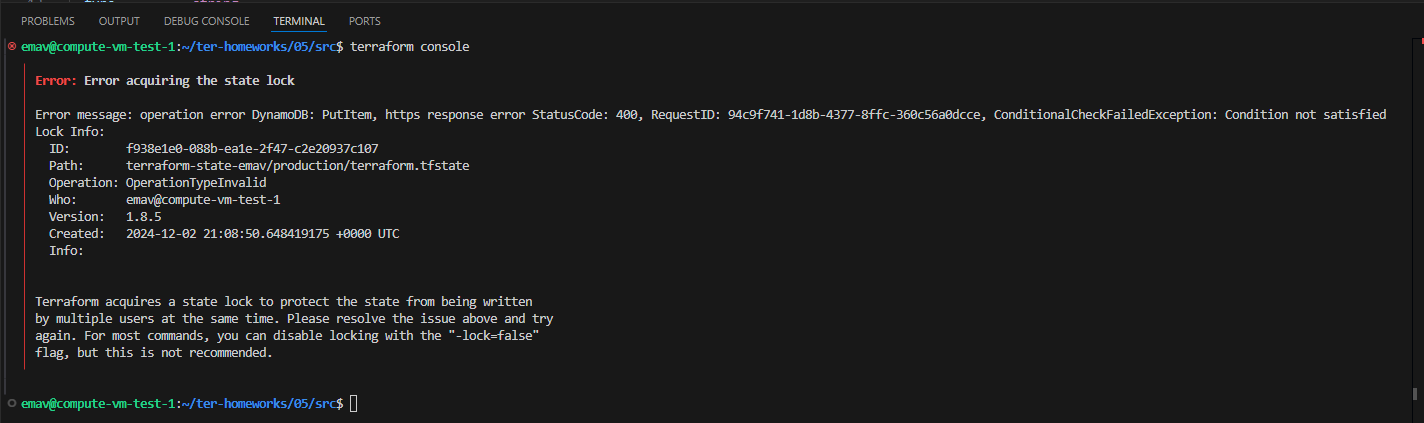 PROBLEMS OUTPUT DEBUG CONSOLE TERMINAL PORTS
emav@compute-vm-test-1:~/ter-homeworks/05/src$ terraform console
Error: Error acquiring the state lock
Error message: operation error DynamoDB: PutItem, https response error StatusCode: 400, RequestID: 94c9f741-1d8b-4377-8ffc-360c56a0dcce, ConditionalCheckFailedException: Condition not satisfied
Lock Info:
ID: f938e1e0-088b-ea1e-2f47-c2e20937c107
Path: terraform-state-emav/production/terraform.tfstate
Operation: OperationTypeInvalid
Who: emav@compute-vm-test-1
Version: 1.8.5
Created: 2024-12-02 21:08:50.648419175 +0000 UTC
Info:
Terraform acquires a state lock to protect the state from being written
by multiple users at the same time. Please resolve the issue above and try
again. For most commands, you can disable locking with the "-lock=false"
flag, but this is not recommended.
emav@compute-vm-test-1:~/ter-homeworks/05/src$